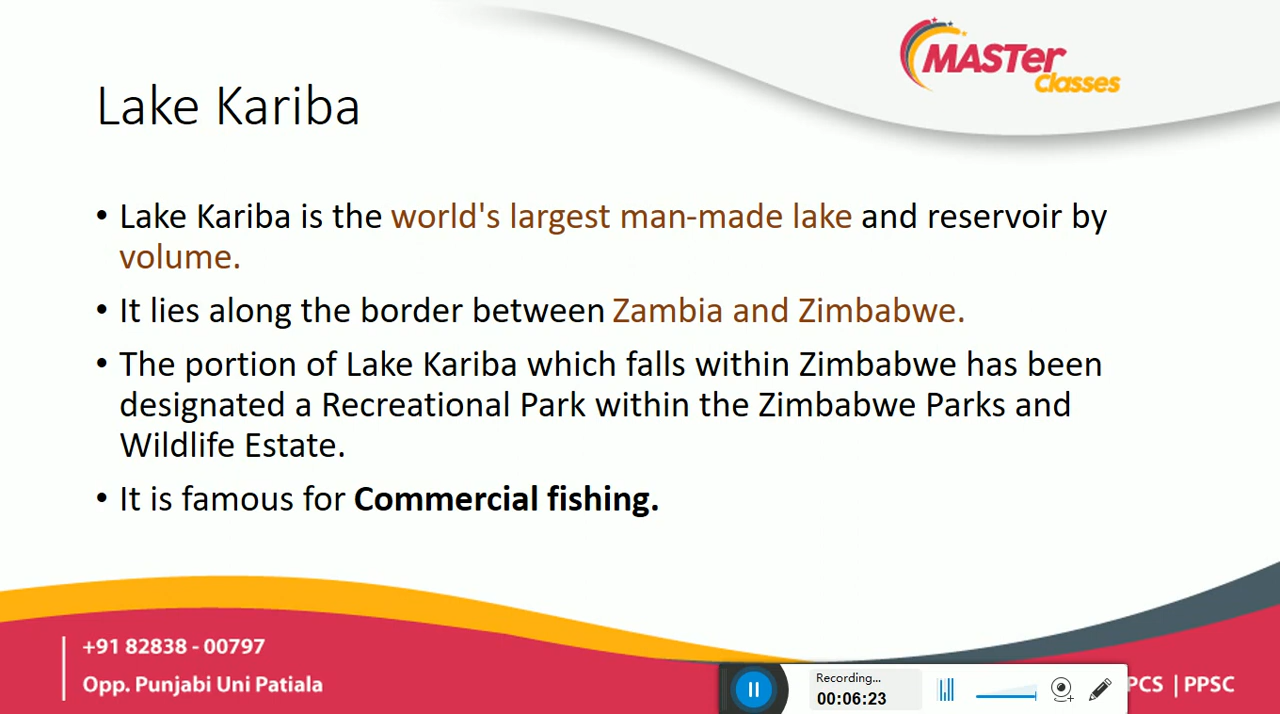 MASTer
Classes
Lake Kariba
• Lake Kariba is the world's largest man-made lake and reservoir by
volume.
• It lies along the border between Zambia and Zimbabwe.
• The portion of Lake Kariba which falls within Zimbabwe has been
designated a Recreational Park within the Zimbabwe Parks and
Wildlife Estate.
• It is famous for Commercial fishing.
+91 82838 - 00797
Opp. Punjabi Uni Patiala
Recording...
00:06:23
PCS | PPSC